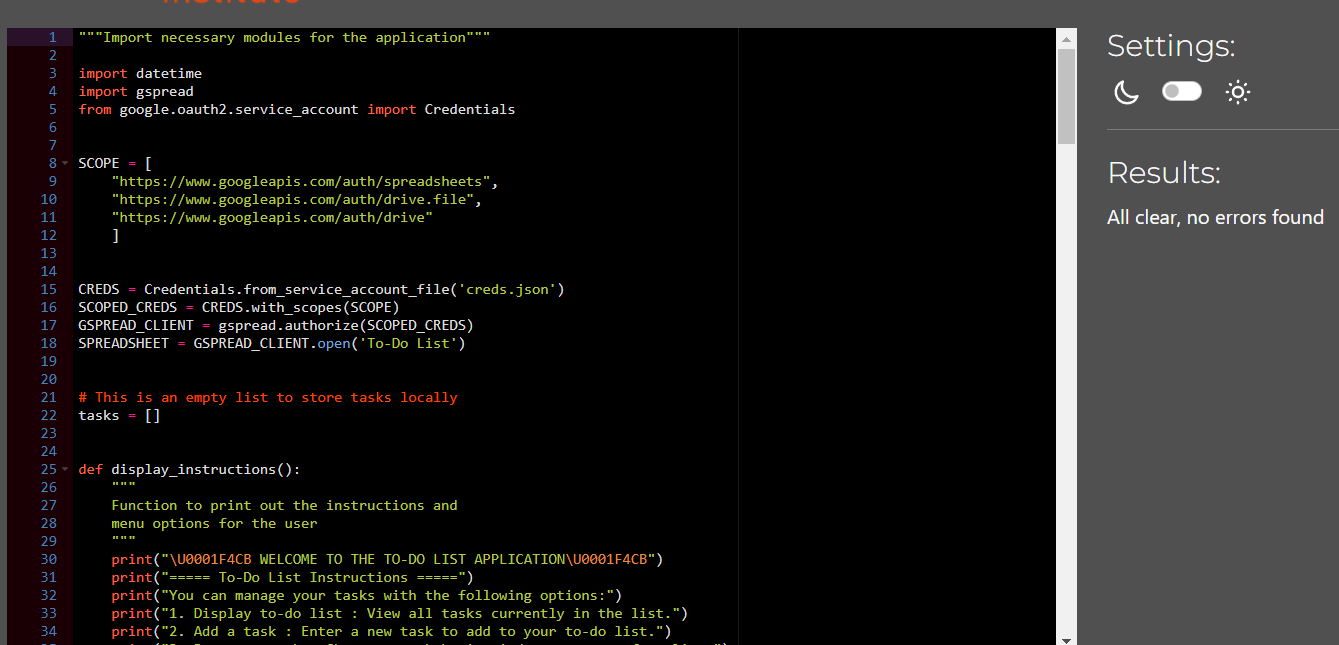 1 """Import necessary modules for the application"""
2
3 import datetime
4 import gspread
5 from google.oauth2.service_account import Credentials
6
7
8 SCOPE = [
9     "https://www.googleapis.com/auth/spreadsheets",
10     "https://www.googleapis.com/auth/drive.file",
11     "https://www.googleapis.com/auth/drive"
12     ]
13
14
15 CREDS = Credentials.from_service_account_file('creds.json')
16 SCOPED_CREDS = CREDS.with_scopes(SCOPE)
17 GSPREAD_CLIENT = gspread.authorize(SCOPED_CREDS)
18 SPREADSHEET = GSPREAD_CLIENT.open('To-Do List')
19
20
21 # This is an empty list to store tasks locally
22 tasks = []
23
24
25 def display_instructions():
26     """
27     Function to print out the instructions and
28     menu options for the user
29     """
30     print("\U0001F4CB WELCOME TO THE TO-DO LIST APPLICATION\U0001F4CB")
31     print("===== To-Do List Instructions =====")
32     print("You can manage your tasks with the following options:")
33     print("1. Display to-do list : View all tasks currently in the list.")
34     print("2. Add a task : Enter a new task to add to your to-do list.")
Settings:
Results:
All clear, no errors found